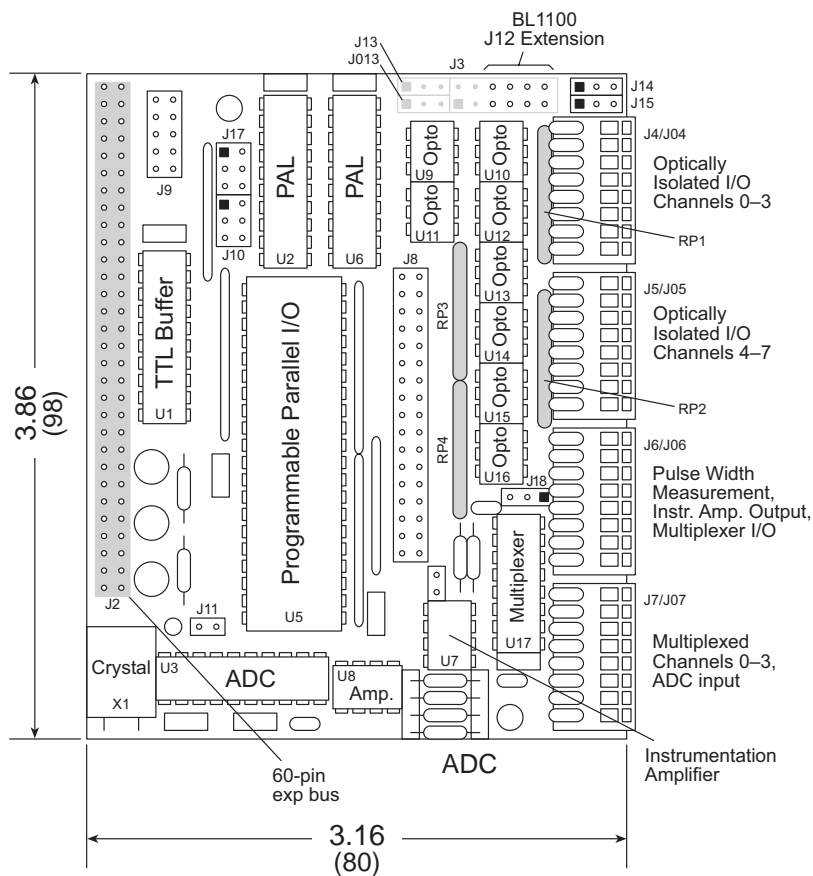 BL1100
J12 Extension
J13
J013
J3
J14
J15
J17
J9
J10
PAL
U2
PAL
U6
J8
Opto
U9
Opto
U10
Opto
U11
Opto
U12
Opto
U13
Opto
U14
Opto
U15
Opto
U16
J4/J04
Optically
Isolated I/O
Channels 0–3
RP1
J5/J05
Optically
Isolated I/O
Channels 4–7
RP2
RP3
RP4
TTL Buffer
U1
Programmable Parallel I/O
U5
3.86
(98)
J18
J6/J06
Pulse Width
Measurement,
Instr. Amp. Output,
Multiplexer I/O
Multiplexer
U17
J7/J07
Multiplexed
Channels 0–3,
ADC input
J2
J11
Crystal
X1
U3
ADC
U8
Amp.
U7
ADC
Instrumentation
Amplifier
60-pin
exp bus
3.16
(80)